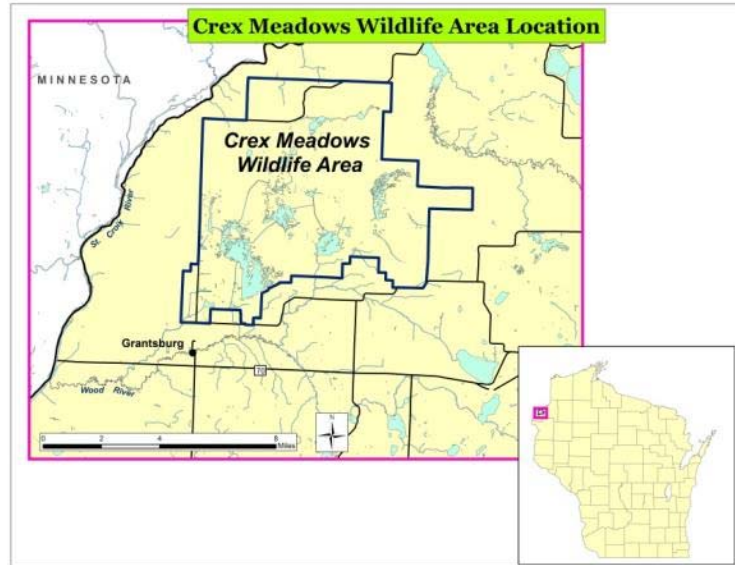 Crex Meadows Wildlife Area Location
MINNESOTA
Crex Meadows
Wildlife Area
St. Croix River
Grantsburg
70
Wood River
N
0 2 4 8
Miles